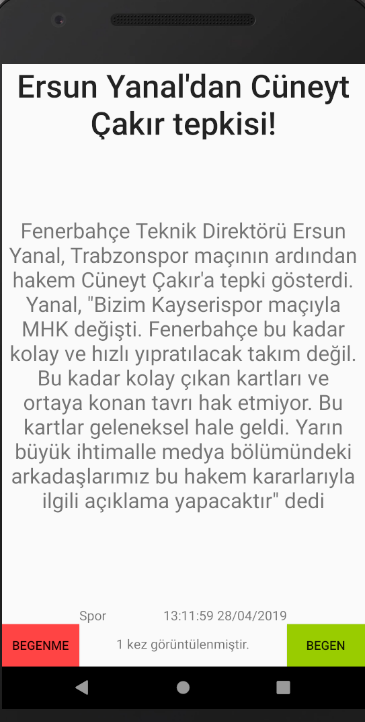 Ersun Yanal'dan Cüneyt
Çakır tepkisi!
Fenerbahçe Teknik Direktörü Ersun
Yanal, Trabzonspor maçının ardından
hakem Cüneyt Çakır'a tepki gösterdi.
Yanal, "Bizim Kayserispor maçıyla
MHK değişti. Fenerbahçe bu kadar
kolay ve hızlı yıpratılacak takım değil.
Bu kadar kolay çıkan kartları ve
ortaya konan tavrı hak etmiyor. Bu
kartlar geleneksel hale geldi. Yarın
büyük ihtimalle medya bölümündeki
arkadaşlarımız bu hakem kararlarıyla
ilgili açıklama yapacaktır" dedi
Spor 13:11:59 28/04/2019
BEGENME 1 kez görüntülenmiştir. BEGEN